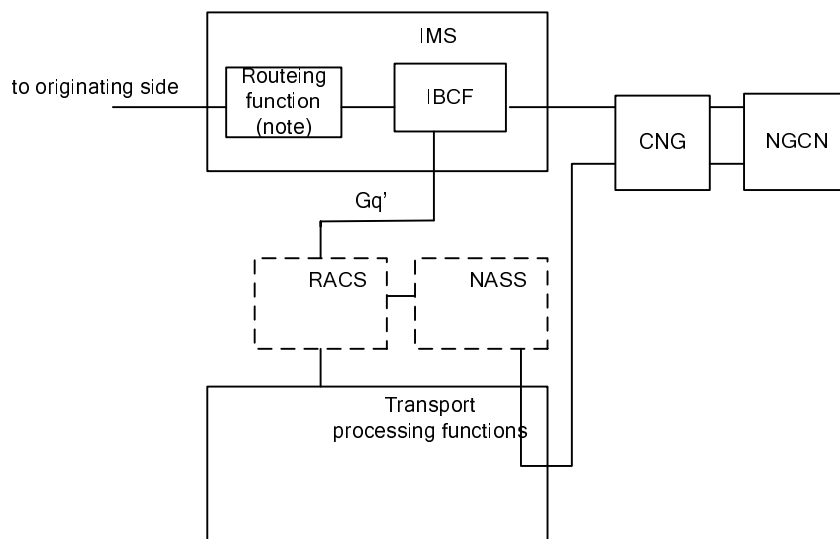 IMS
to originating side
Routeing
function
(note)
IBCF
CNG
NGCN
Gq’
RACS
NASS
Transport
processing functions